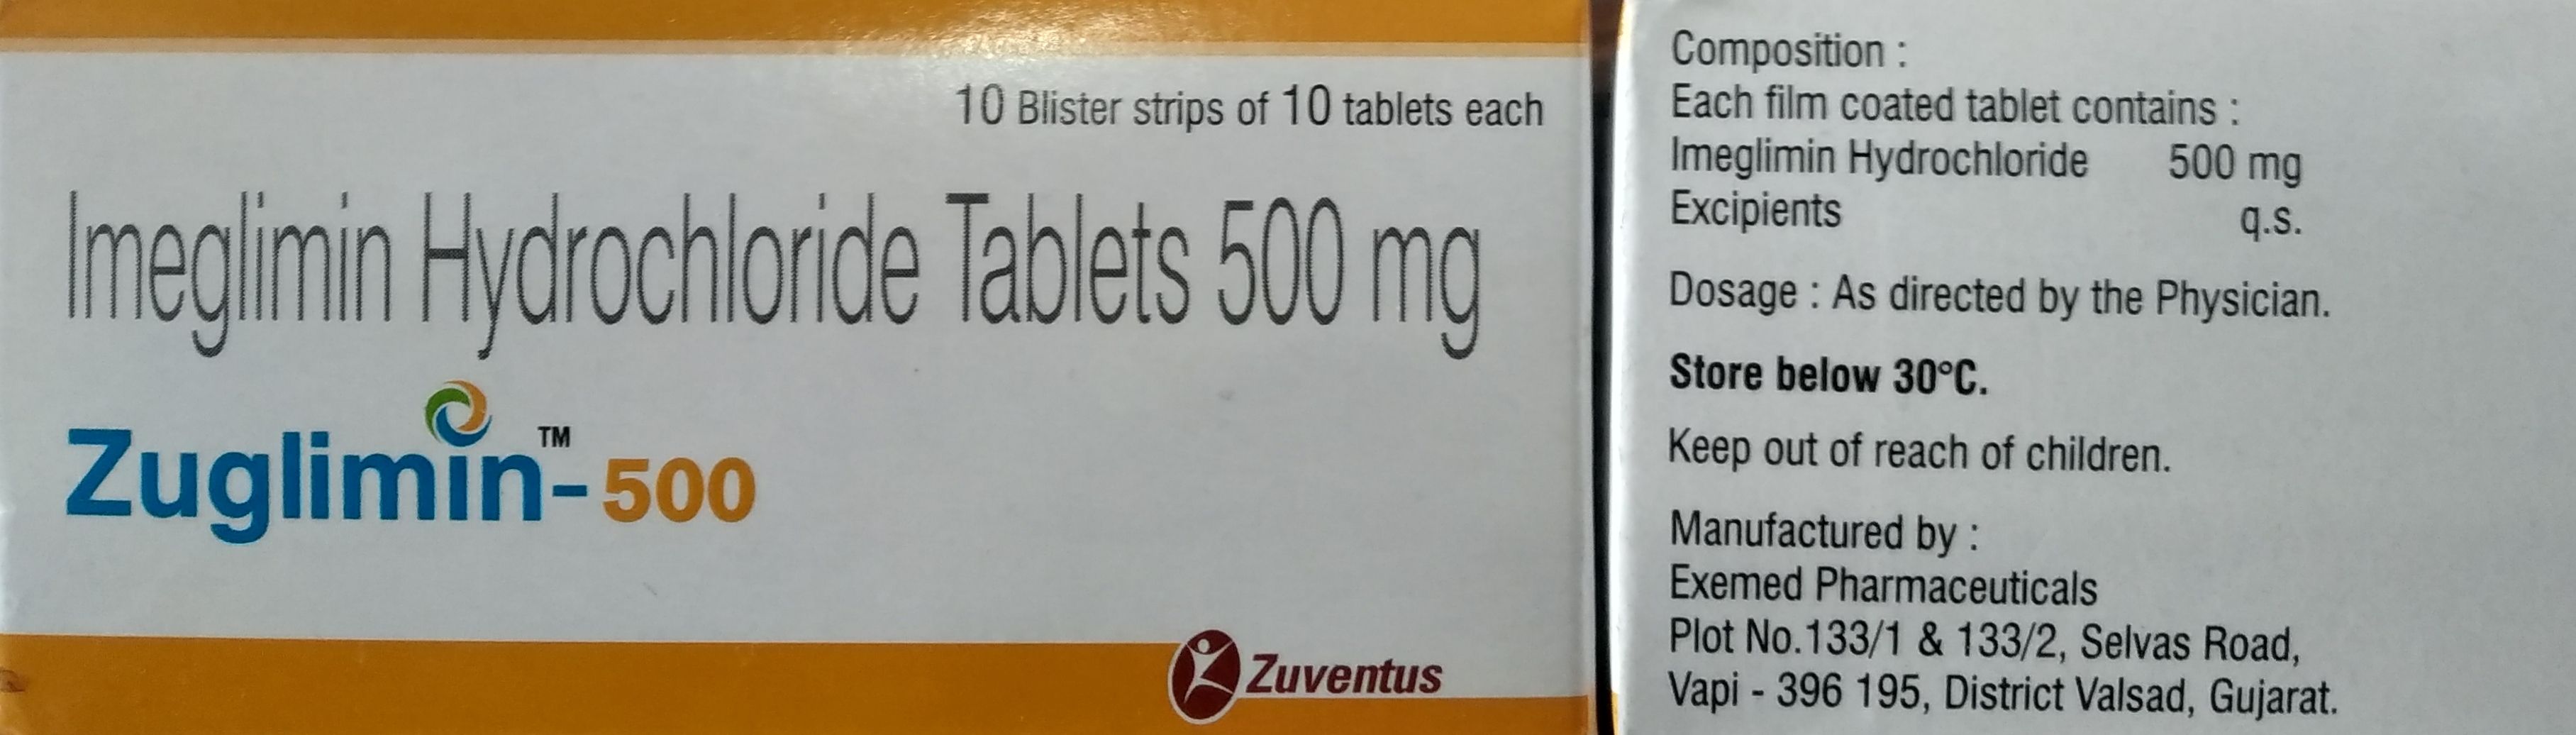 10 Blister strips of 10 tablets each
Imeglimin Hydrochloride Tablets 500 mg
Zuglimin™-500
Zuventus
Composition :
Each film coated tablet contains :
Imeglimin Hydrochloride 500 mg
Excipients q.s.
Dosage : As directed by the Physician.
Store below 30°C.
Keep out of reach of children.
Manufactured by :
Exemed Pharmaceuticals
Plot No.133/1 & 133/2, Selvas Road,
Vapi - 396 195, District Valsad, Gujarat.